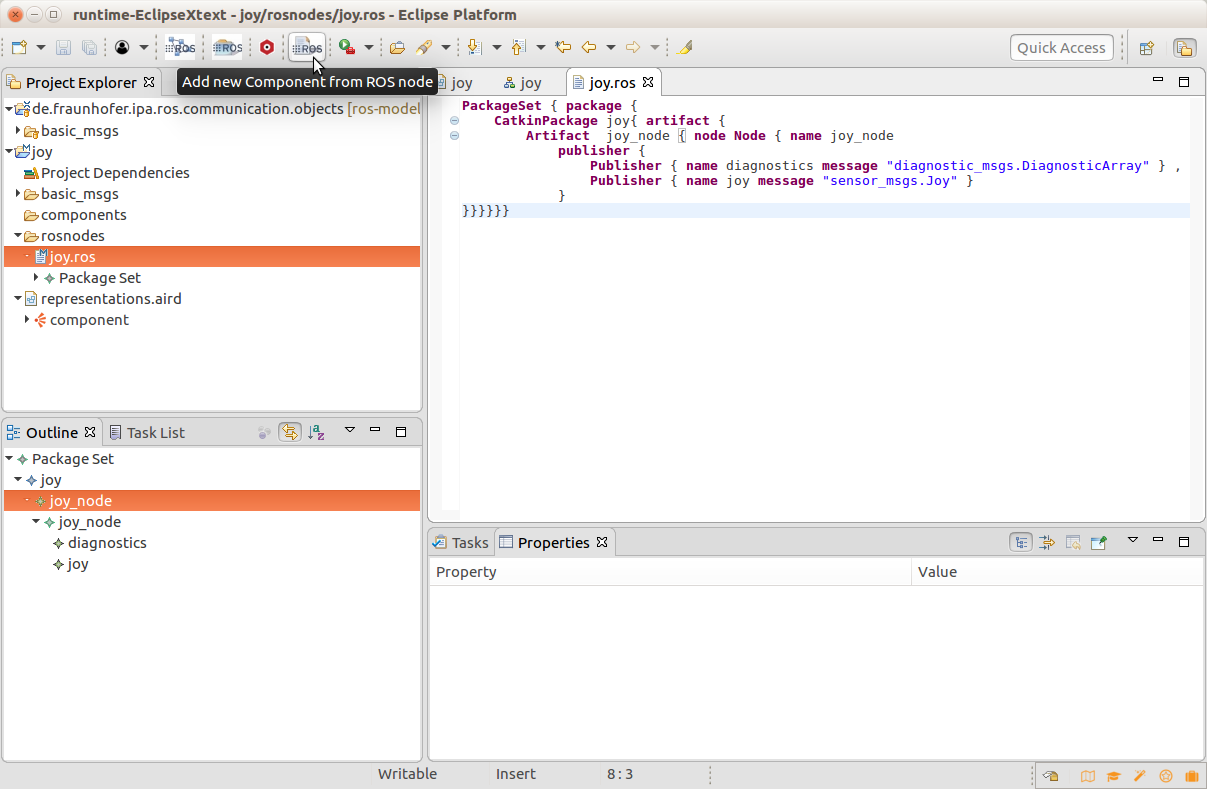 runtime-EclipseXtext - joy/rosnodes/joy.ros - Eclipse Platform
ROS ROS ROS Quick Access
Project Explorer
Add new Component from ROS node
joy joy joy.ros
de.fraunhofer.ipa.ros.communication.objects [ros-model
basic_msgs
joy
Project Dependencies
basic_msgs
components
rosnodes
joy.ros
Package Set
representations.aird
component
PackageSet { package {
CatkinPackage joy{ artifact {
Artifact  joy_node { node Node { name joy_node
publisher {
Publisher { name diagnostics message "diagnostic_msgs.DiagnosticArray" } ,
Publisher { name joy message "sensor_msgs.Joy" }
}
}}}}}}
Outline Task List
Package Set
joy
joy_node
joy_node
diagnostics
joy
Tasks Properties
Property Value
Writable Insert 8 : 3